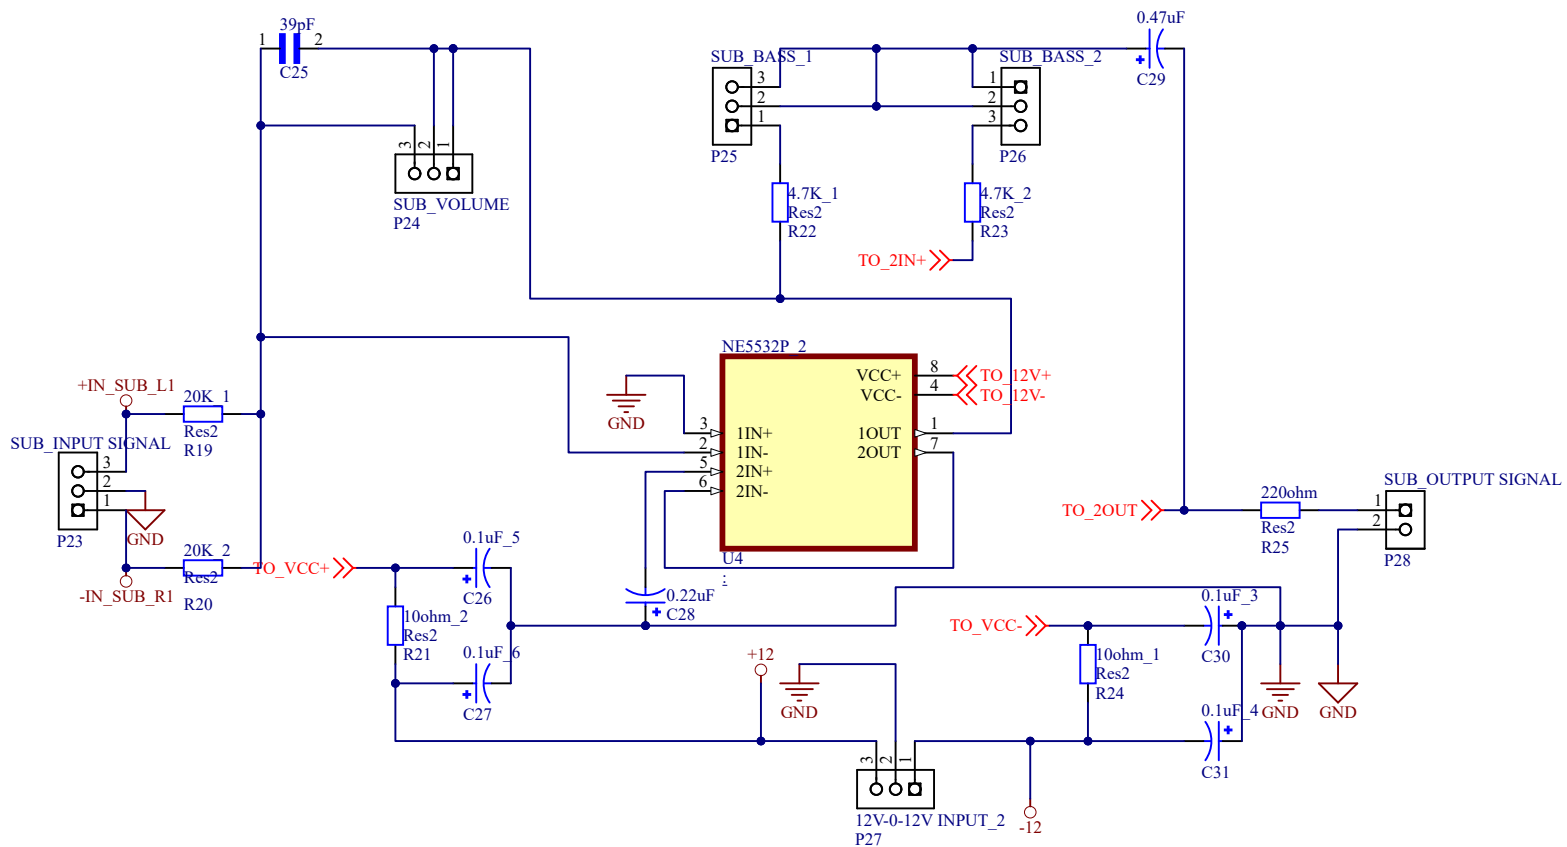 39pF
1
2
C25
3
2
1
SUB_VOLUME
P24
SUB_BASS_1
3
2
1
P25
SUB_BASS_2
1
2
3
P26
0.47uF
C29
4.7K_1
Res2
R22
4.7K_2
Res2
R23
TO_2IN+
NE5532P_2
VCC+
8
TO_12V+
VCC-
4
TO_12V-
3
1IN+
1OUT
1
2
1IN-
2OUT
7
5
2IN+
6
2IN-
U4
:
GND
+IN_SUB_L1
20K_1
Res2
R19
SUB_INPUT SIGNAL
3
2
1
P23
GND
20K_2
Res2
R20
-IN_SUB_R1
TO_VCC+
0.1uF_5
C26
10ohm_2
Res2
R21
0.1uF_6
C27
0.22uF
C28
TO_2OUT
220ohm
Res2
R25
SUB_OUTPUT SIGNAL
1
2
P28
TO_VCC-
0.1uF_3
C30
10ohm_1
Res2
R24
0.1uF_4
C31
GND
GND
+12
GND
3
2
1
12V-0-12V INPUT_2
P27
-12